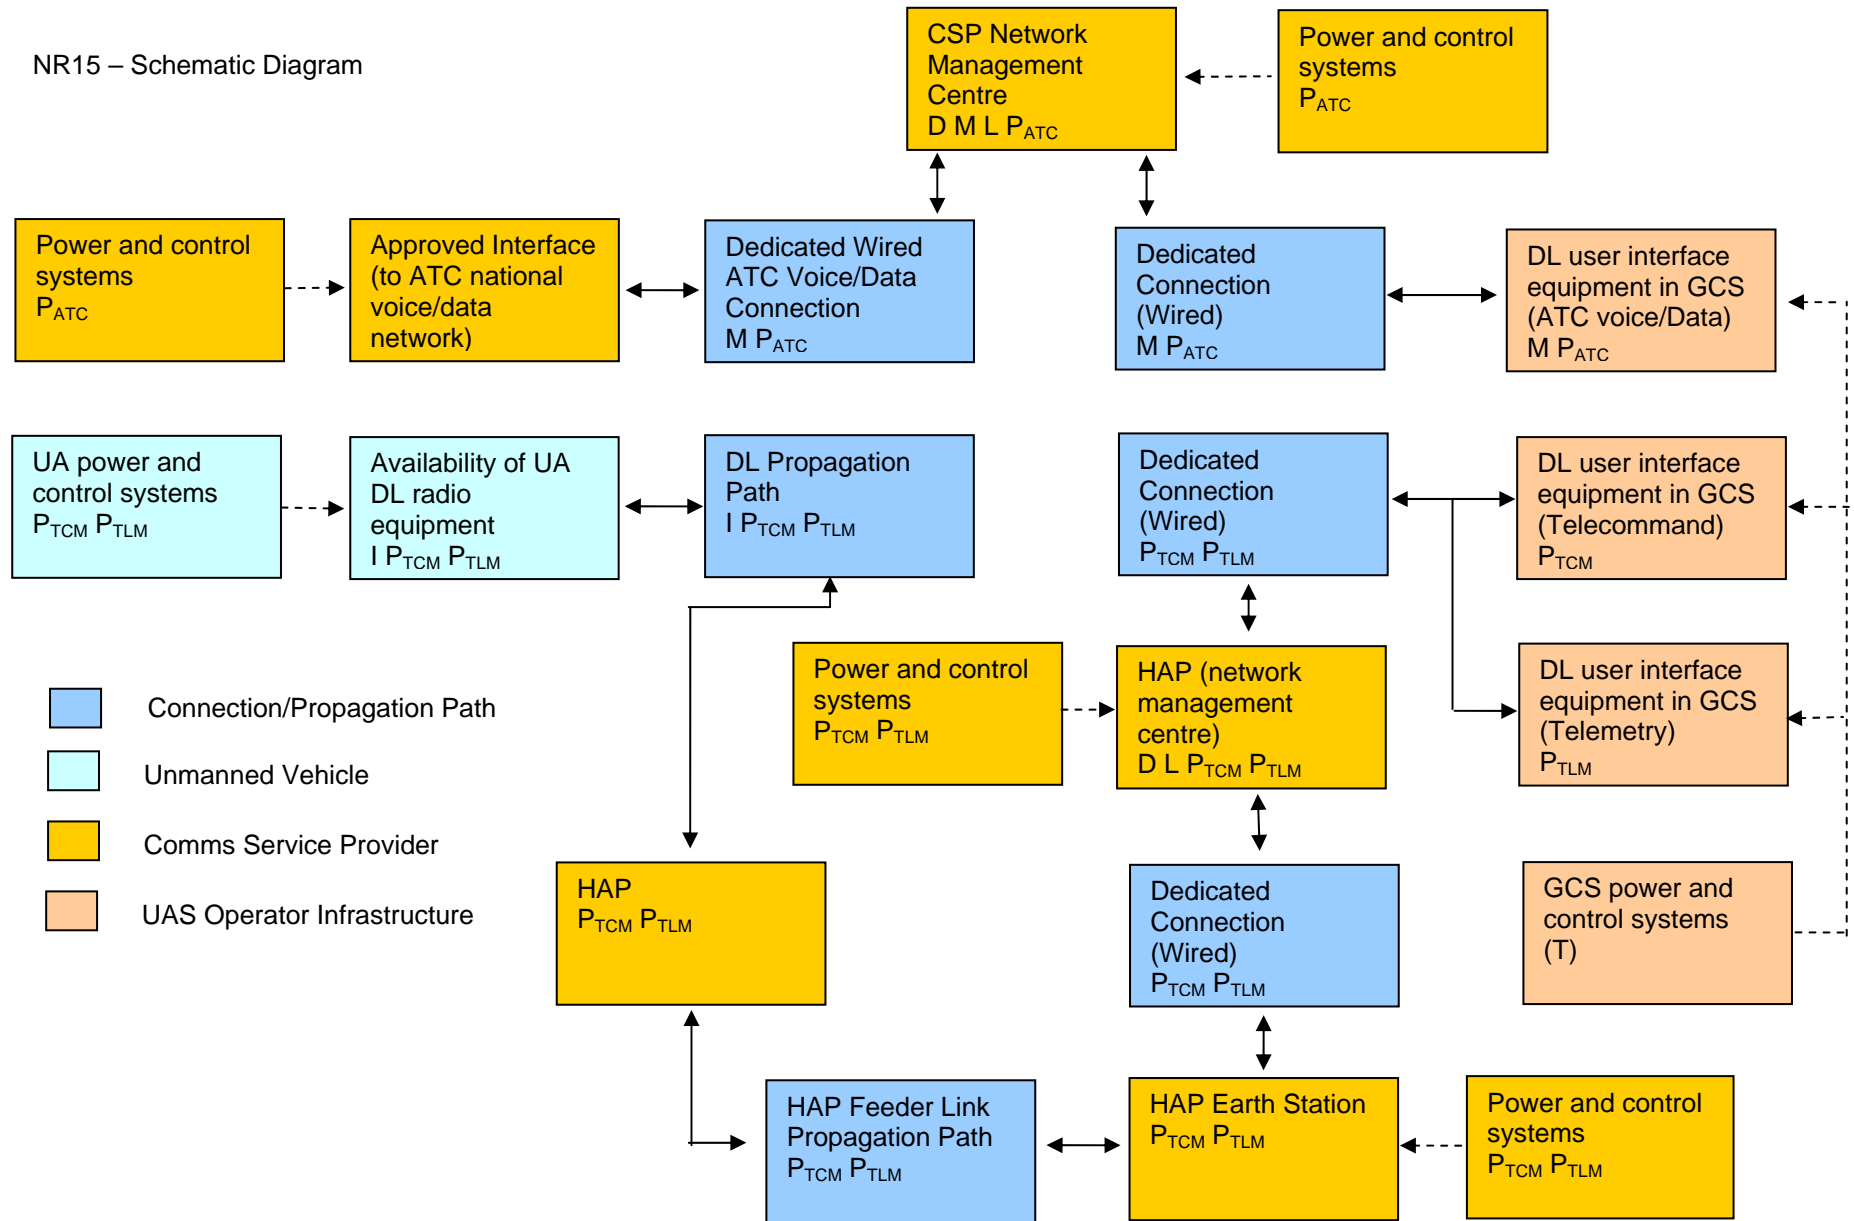 NR15 – Schematic Diagram
CSP Network
Management
Centre
D M L PATC
Power and control
systems
PATC
Power and control
systems
PATC
Approved Interface
(to ATC national
voice/data
network)
Dedicated Wired
ATC Voice/Data
Connection
M PATC
Dedicated
Connection
(Wired)
M PATC
DL user interface
equipment in GCS
(ATC voice/Data)
M PATC
UA power and
control systems
PTCM PTLM
Availability of UA
DL radio
equipment
I PTCM PTLM
DL Propagation
Path
I PTCM PTLM
Dedicated
Connection
(Wired)
PTCM PTLM
DL user interface
equipment in GCS
(Telecommand)
PTCM
Power and control
systems
PTCM PTLM
HAP (network
management
centre)
D L PTCM PTLM
DL user interface
equipment in GCS
(Telemetry)
PTLM
Connection/Propagation Path
Unmanned Vehicle
Comms Service Provider
UAS Operator Infrastructure
HAP
PTCM PTLM
Dedicated
Connection
(Wired)
PTCM PTLM
GCS power and
control systems
(T)
HAP Feeder Link
Propagation Path
PTCM PTLM
HAP Earth Station
PTCM PTLM
Power and control
systems
PTCM PTLM